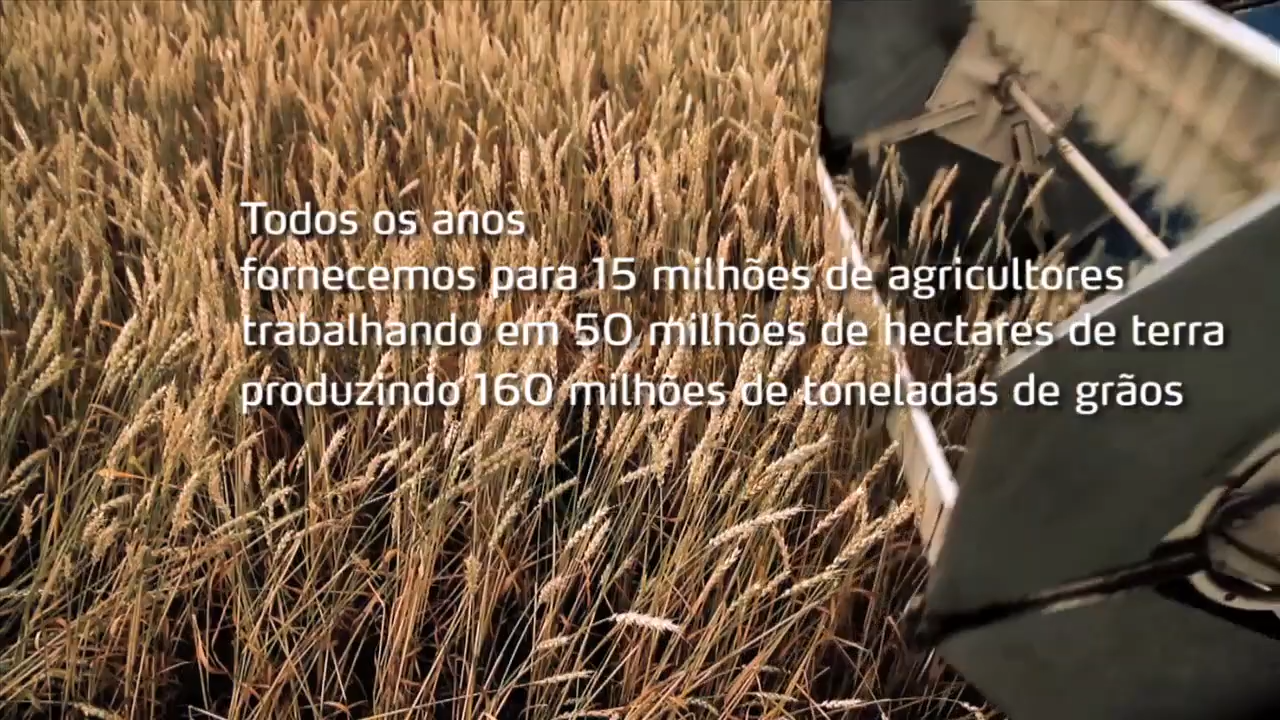 Todos os anos
fornecemos para 15 milhões de agricultores
trabalhando em 50 milhões de hectares de terra
produzindo 160 milhões de toneladas de grãos